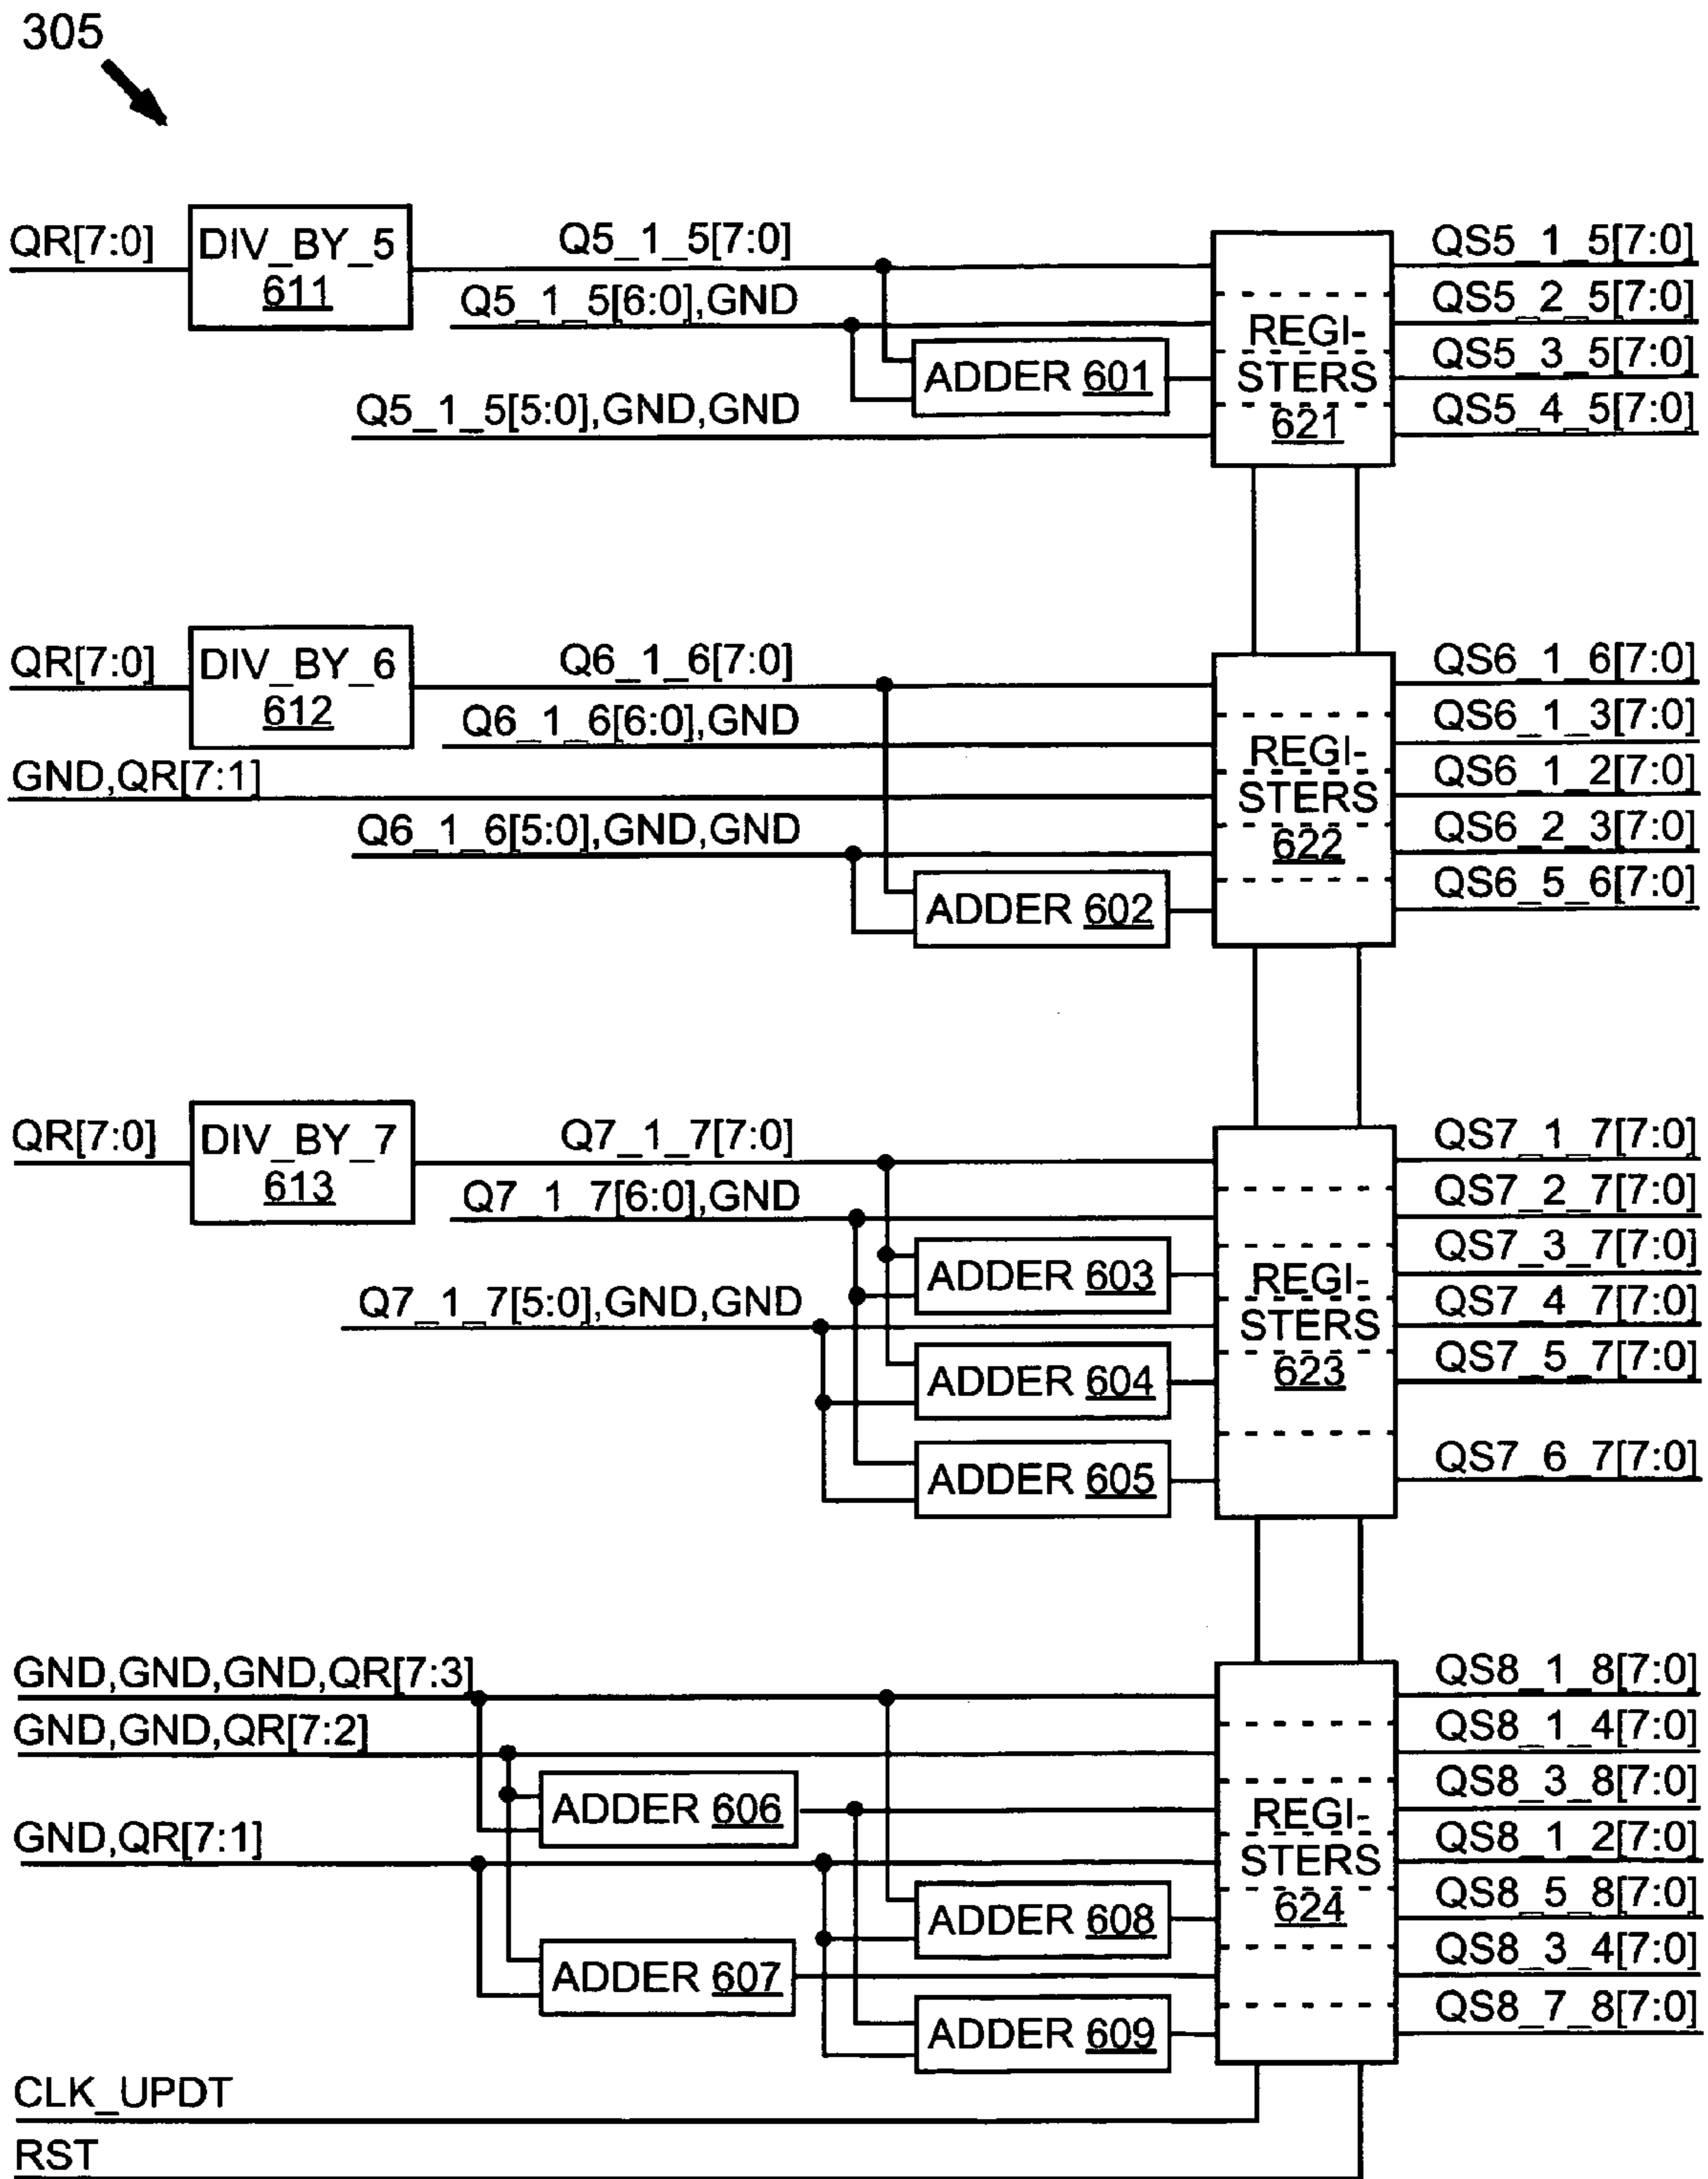 305
QR[7:0]
DIV_BY_5
611
Q5_1_5[7:0]
Q5_1_5[6:0],GND
ADDER 601
Q5_1_5[5:0],GND,GND
REGI-
STERS
621
QS5_1_5[7:0]
QS5_2_5[7:0]
QS5_3_5[7:0]
QS5_4_5[7:0]
QR[7:0]
DIV_BY_6
612
Q6_1_6[7:0]
Q6_1_6[6:0],GND
GND,QR[7:1]
Q6_1_6[5:0],GND,GND
ADDER 602
REGI-
STERS
622
QS6_1_6[7:0]
QS6_1_3[7:0]
QS6_1_2[7:0]
QS6_2_3[7:0]
QS6_5_6[7:0]
QR[7:0]
DIV_BY_7
613
Q7_1_7[7:0]
Q7_1_7[6:0],GND
ADDER 603
Q7_1_7[5:0],GND,GND
ADDER 604
ADDER 605
REGI-
STERS
623
QS7_1_7[7:0]
QS7_2_7[7:0]
QS7_3_7[7:0]
QS7_4_7[7:0]
QS7_5_7[7:0]
QS7_6_7[7:0]
GND,GND,GND,QR[7:3]
GND,GND,QR[7:2]
ADDER 606
GND,QR[7:1]
ADDER 608
ADDER 607
ADDER 609
REGI-
STERS
624
QS8_1_8[7:0]
QS8_1_4[7:0]
QS8_3_8[7:0]
QS8_1_2[7:0]
QS8_5_8[7:0]
QS8_3_4[7:0]
QS8_7_8[7:0]
CLK_UPDT
RST